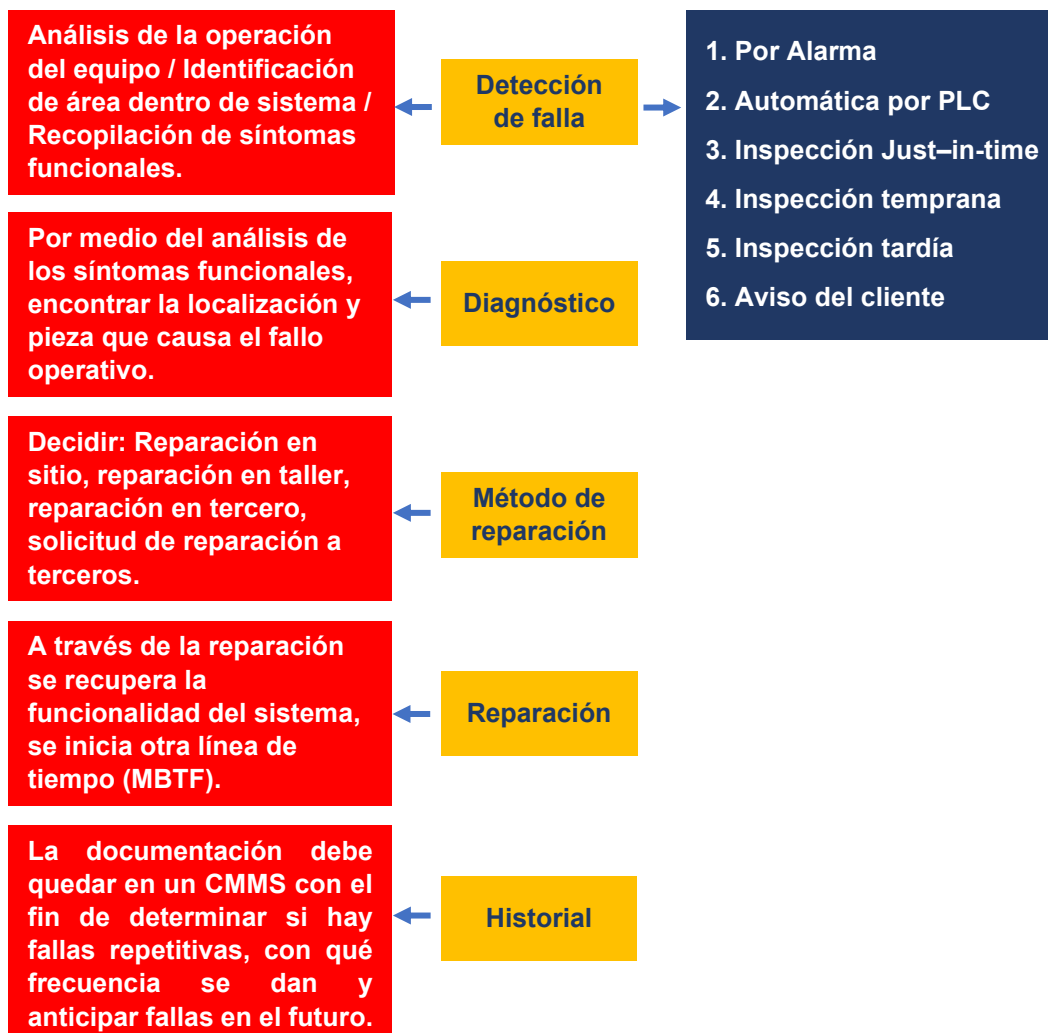 Análisis de la operación
del equipo / Identificación
de área dentro de sistema /
Recopilación de síntomas
funcionales.
Detección
de falla
1. Por Alarma
2. Automática por PLC
3. Inspección Just–in-time
4. Inspección temprana
5. Inspección tardía
6. Aviso del cliente
Por medio del análisis de
los síntomas funcionales,
encontrar la localización y
pieza que causa el fallo
operativo.
Diagnóstico
Decidir: Reparación en
sitio, reparación en taller,
reparación en tercero,
solicitud de reparación a
terceros.
Método de
reparación
A través de la reparación
se recupera la
funcionalidad del sistema,
se inicia otra línea de
tiempo (MBTF).
Reparación
La documentación debe
quedar en un CMMS con el
fin de determinar si hay
fallas repetitivas, con qué
frecuencia se dan y
anticipar fallas en el futuro.
Historial